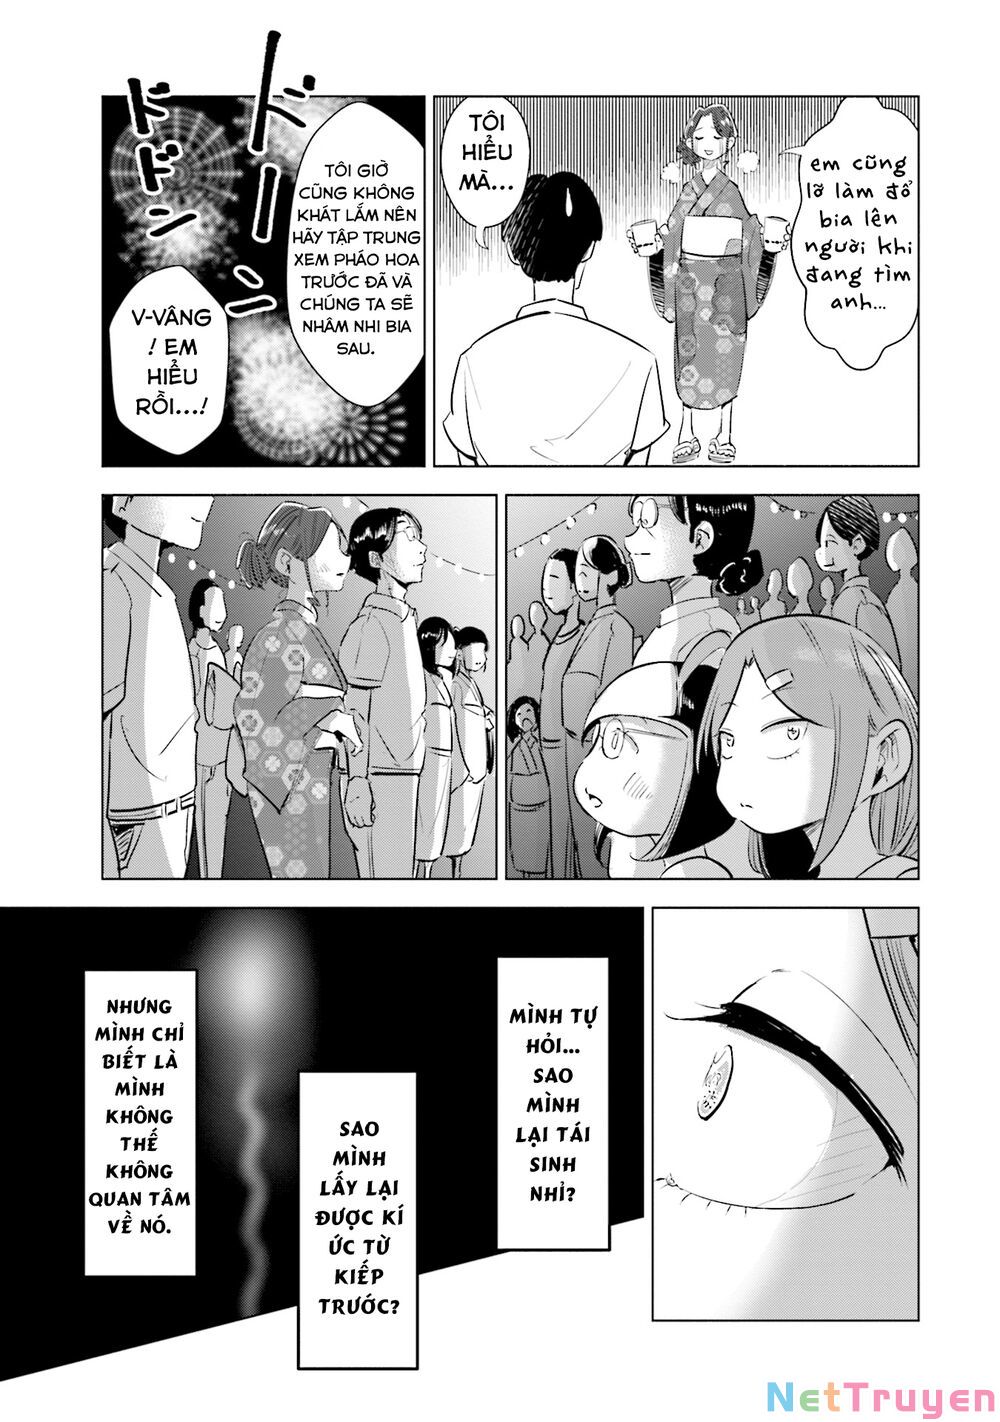 em cũng
lỡ làm đổ
bia lên
người khi
đang tìm
anh...
TÔI
HIỂU
MÀ...
TÔI GIỜ
CŨNG KHÔNG
KHÁT LẮM NÊN
HÃY TẬP TRUNG
XEM PHÁO HOA
TRƯỚC ĐÃ VÀ
CHÚNG TA SẼ
NHÂM NHI BIA
SAU.
ドーン
ドドン
V-VÂNG
! EM
HIỂU
RỒI...!
MÌNH TỰ
HỎI...
SAO
MÌNH
LẠI TÁI
SINH
NHỈ?
SAO
MÌNH
LẤY LẠI
ĐƯỢC KÍ
ỨC TỪ
KIẾP
TRƯỚC?
NHƯNG
MÌNH CHỈ
BIẾT LÀ
MÌNH
KHÔNG
THỂ
KHÔNG
QUAN TÂM
VỀ NÓ.
NetTruyen